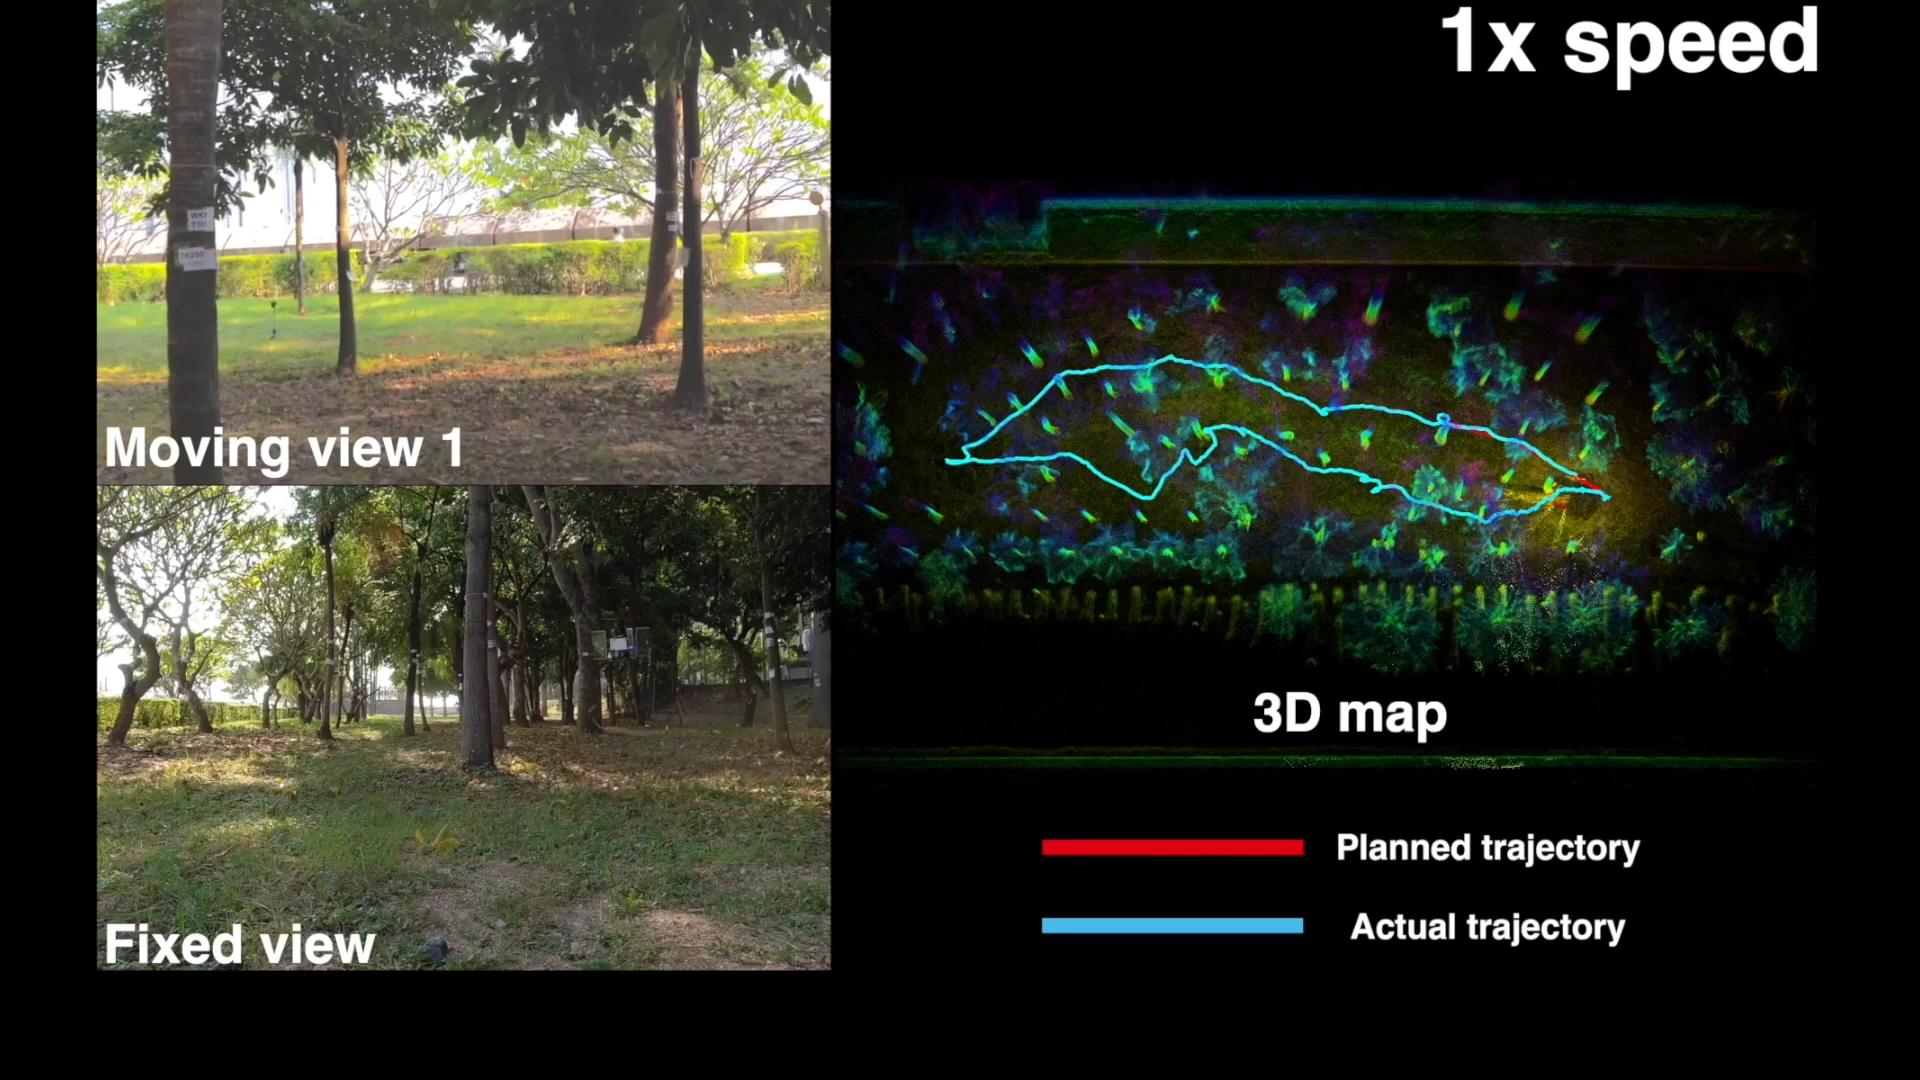 1x speed
Moving view 1
Fixed view
3D map
Planned trajectory
Actual trajectory